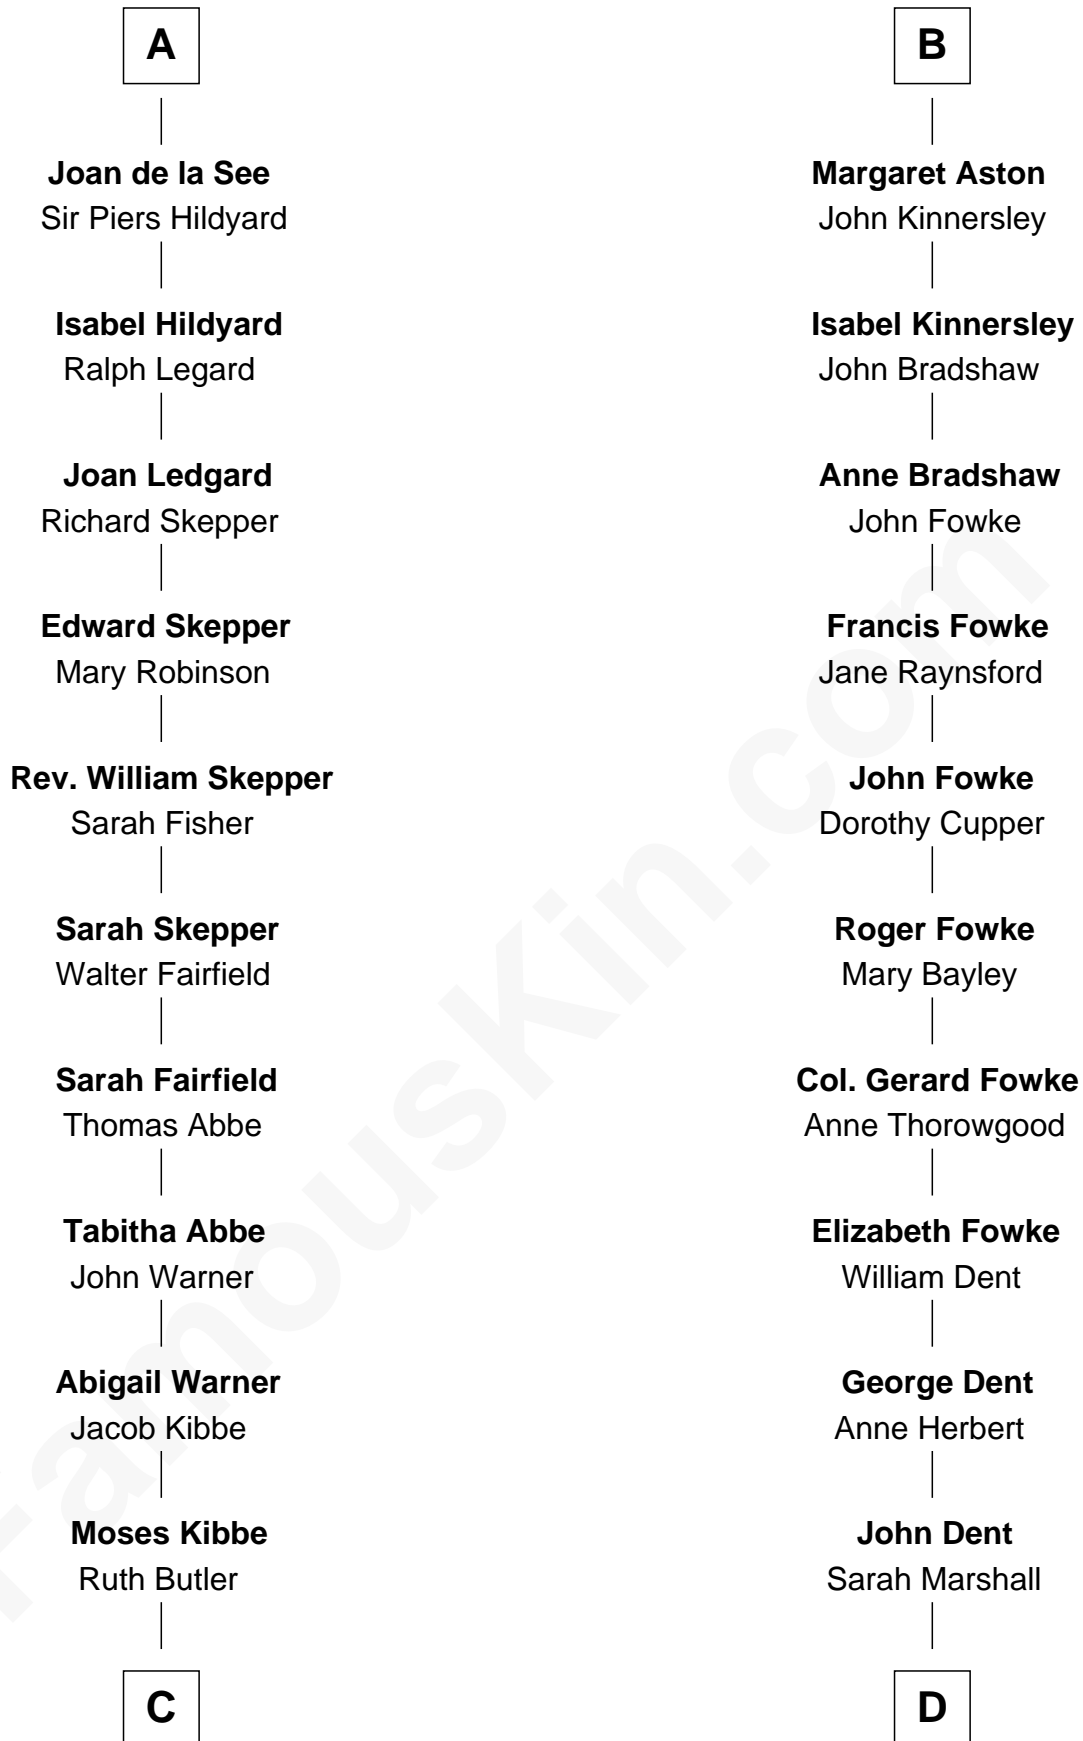 A
Joan de la See
Sir Piers Hildyard
Isabel Hildyard
Ralph Legard
Joan Ledgard
Richard Skepper
Edward Skepper
Mary Robinson
Rev. William Skepper
Sarah Fisher
Sarah Skepper
Walter Fairfield
Sarah Fairfield
Thomas Abbe
Tabitha Abbe
John Warner
Abigail Warner
Jacob Kibbe
Moses Kibbe
Ruth Butler
C
B
Margaret Aston
John Kinnersley
Isabel Kinnersley
John Bradshaw
Anne Bradshaw
John Fowke
Francis Fowke
Jane Raynsford
John Fowke
Dorothy Cupper
Roger Fowke
Mary Bayley
Col. Gerard Fowke
Anne Thorowgood
Elizabeth Fowke
William Dent
George Dent
Anne Herbert
John Dent
Sarah Marshall
D
FamousKin.com